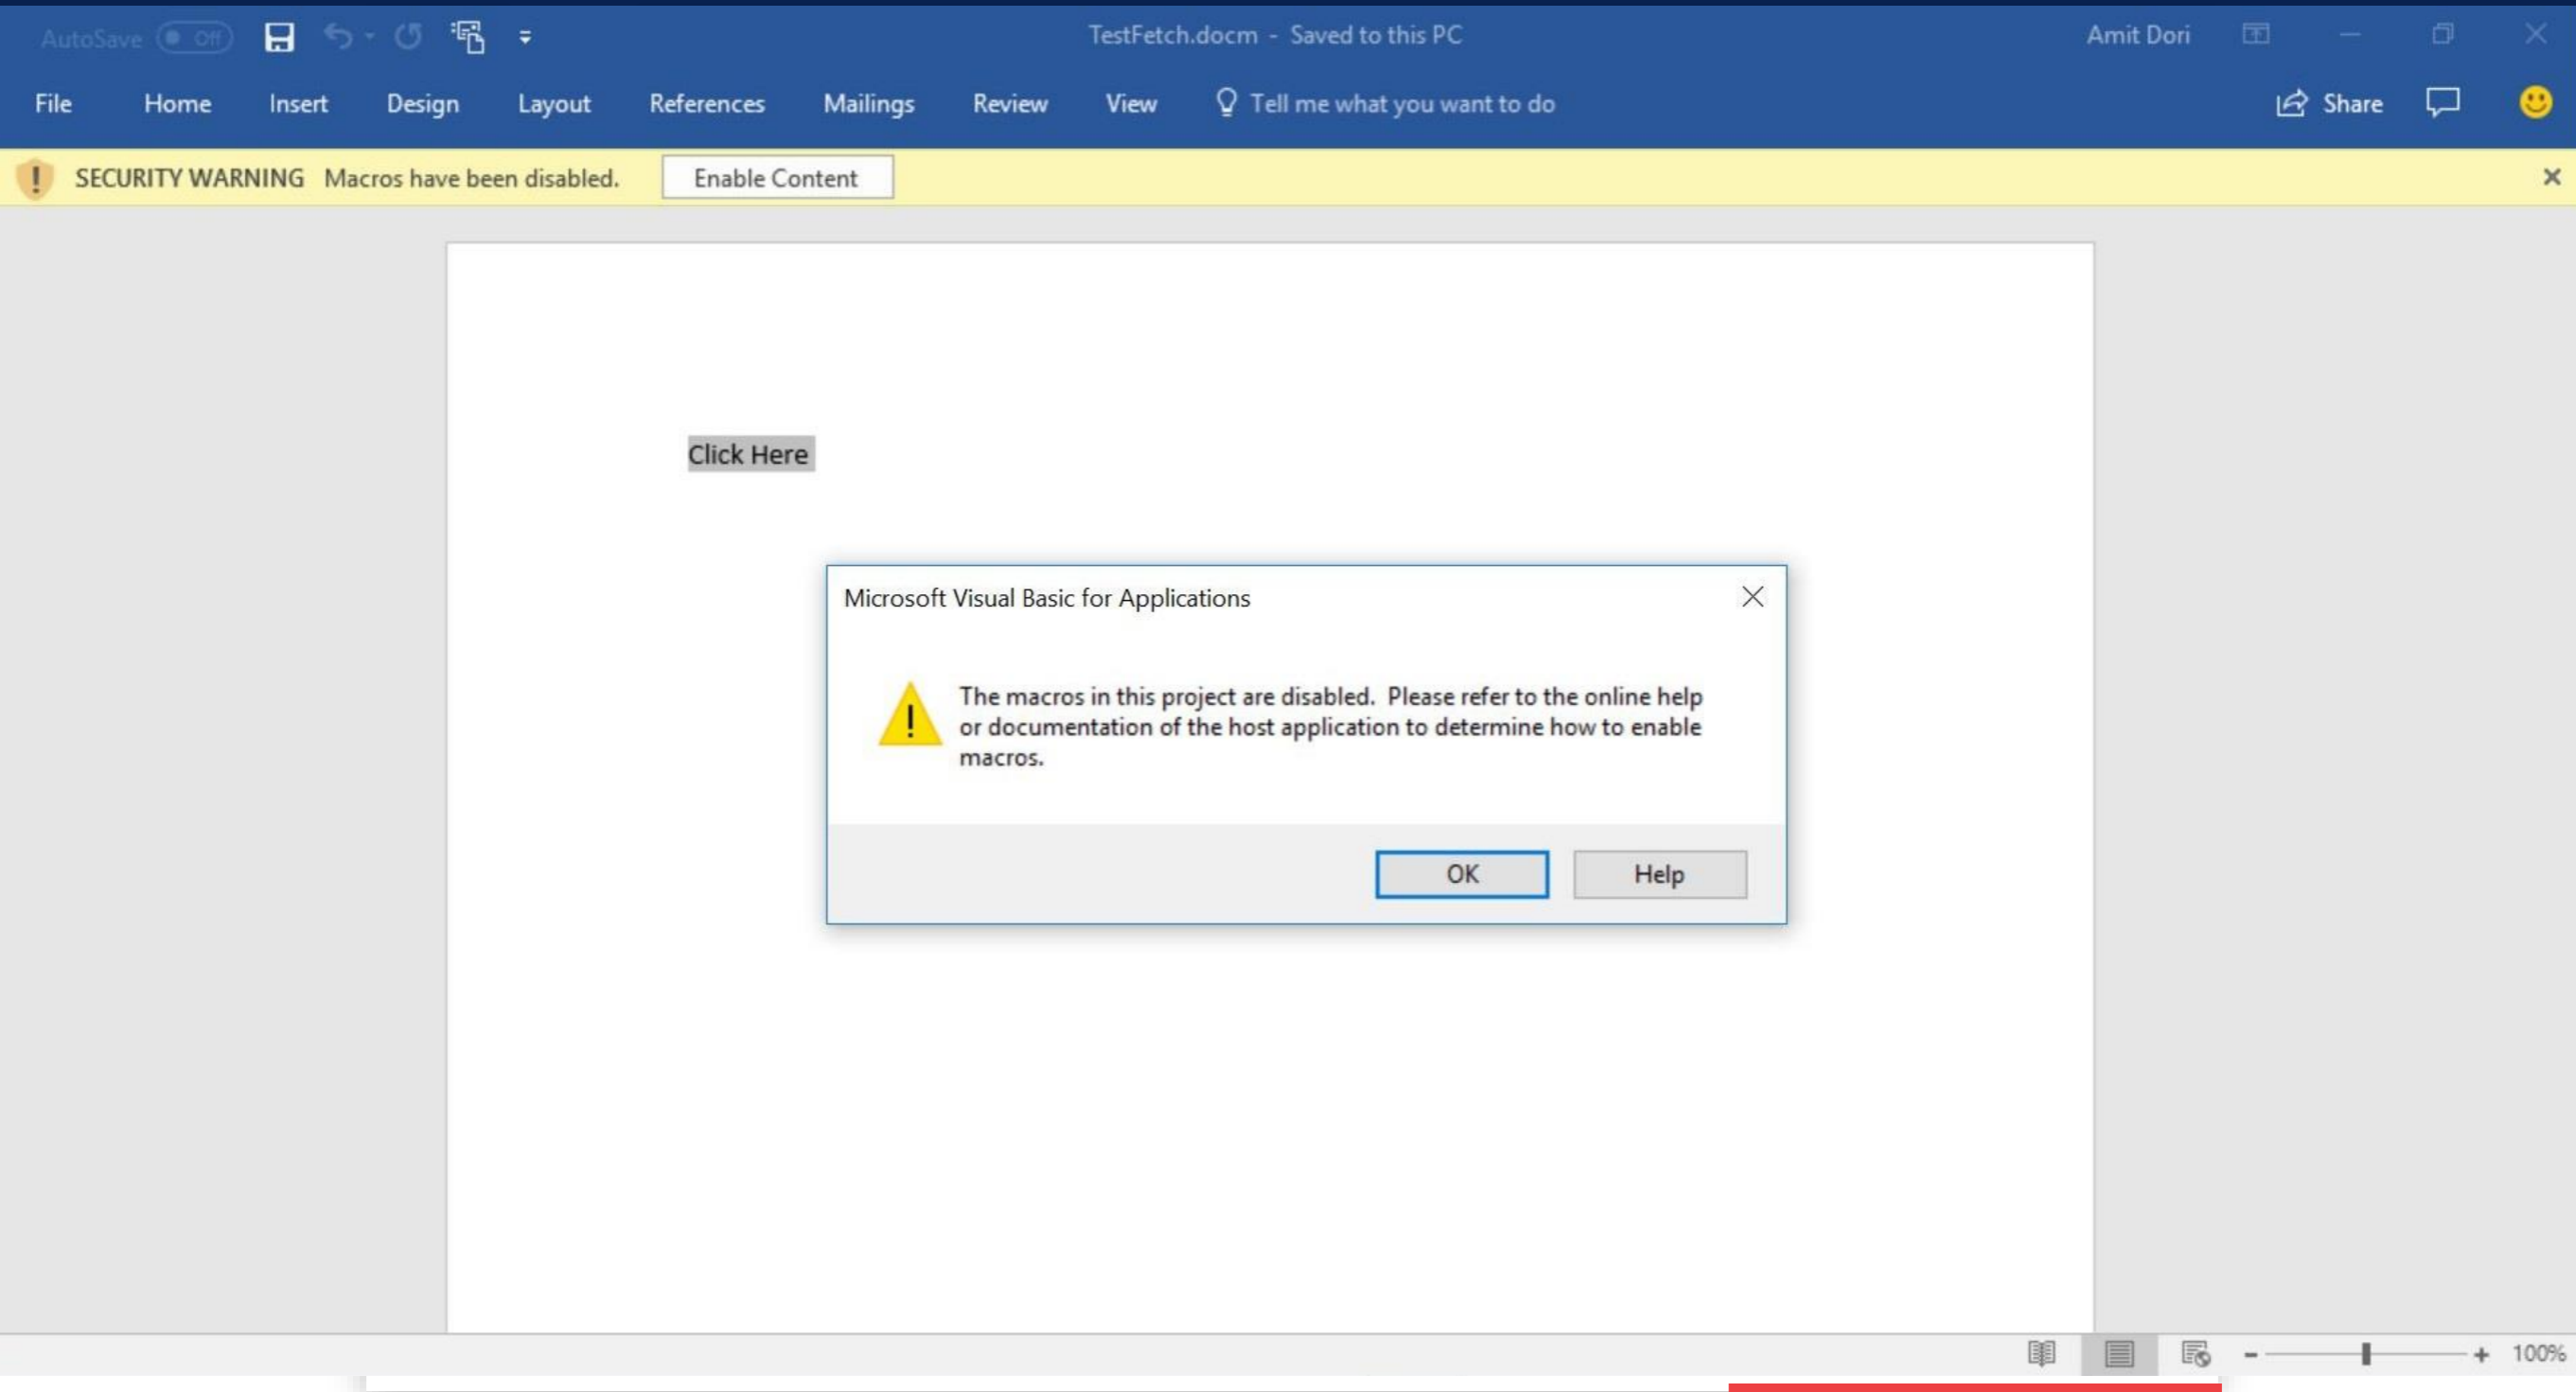 AutoSave Off TestFetch.docm - Saved to this PC Amit Dori
File Home Insert Design Layout References Mailings Review View Tell me what you want to do Share
SECURITY WARNING Macros have been disabled. Enable Content
Click Here
Microsoft Visual Basic for Applications
The macros in this project are disabled. Please refer to the online help
or documentation of the host application to determine how to enable
macros.
OK Help
100%